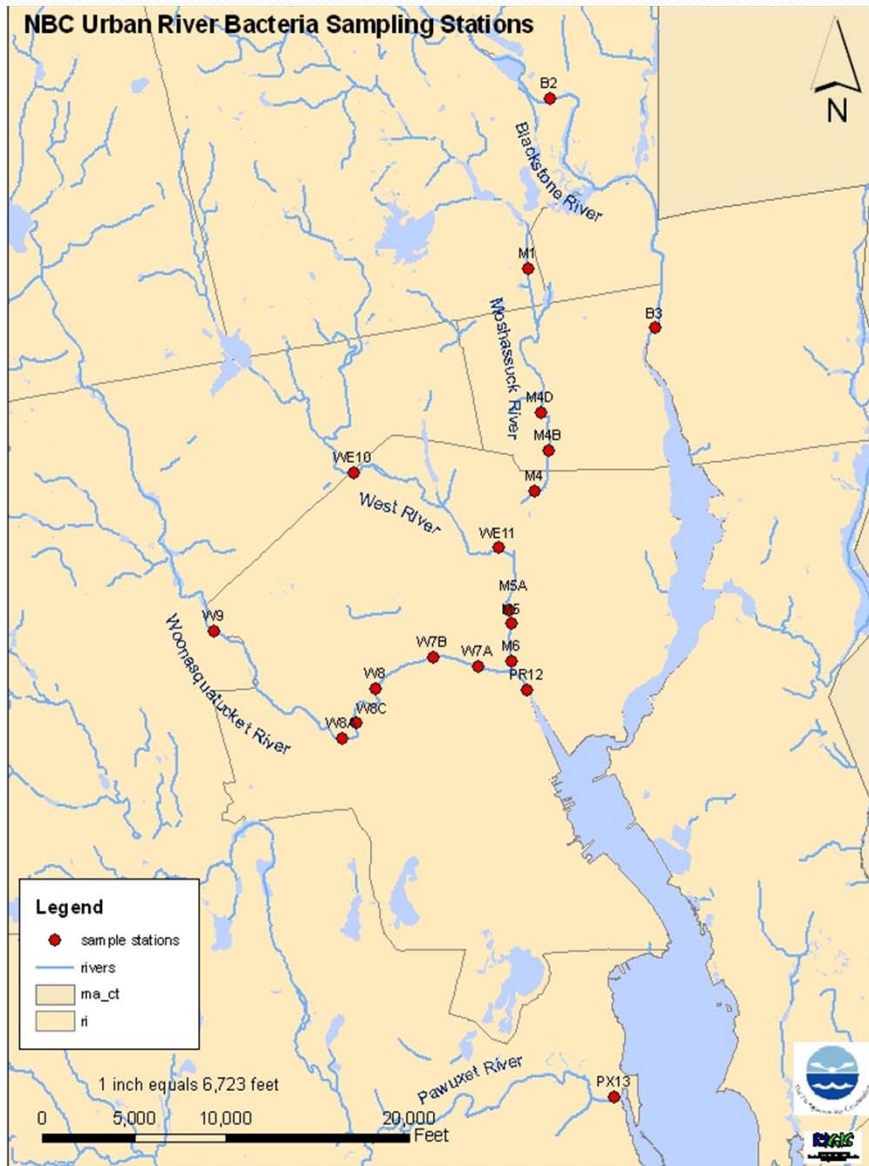 NBC Urban River Bacteria Sampling Stations
N
B2
Blackstone River
M1
Moshassuck River
B3
M4D
M4B
M4
WE10
West River
WE11
M5A
M5
M6
W9
W7B
W7A
PR12
W8
W8C
W8A
Woonasquatucket River
Legend
sample stations
rivers
ma_ct
ri
1 inch equals 6,723 feet
0 5,000 10,000 20,000
Feet
Pawuxet River
PX13
RIGIS